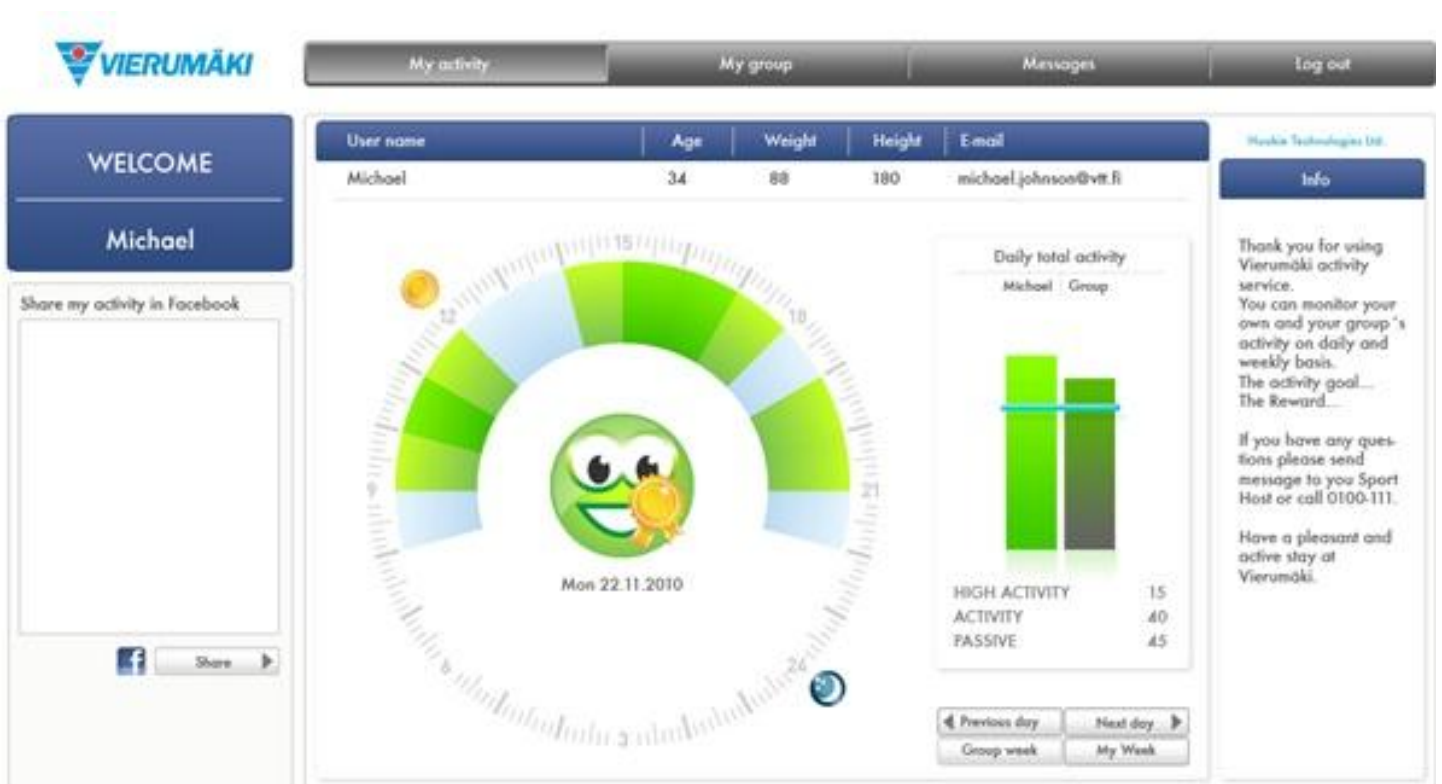 VIERUMÄKI
My activity
My group
Messages
Log out
WELCOME
Michael
Share my activity in Facebook
Share
User name Age Weight Height E-mail
Michael 34 88 180 michael.johnson@vtt.fi
15
12
18
9
21
6
24
3
Mon 22.11.2010
Daily total activity
Michael Group
HIGH ACTIVITY 15
ACTIVITY 40
PASSIVE 45
Previous day
Next day
Group week
My Week
Technologies Ltd.
Info
Thank you for using
Vierumäki activity
service.
You can monitor your
own and your group´s
activity on daily and
weekly basis.
The activity goal...
The Reward...
If you have any ques-
tions please send
message to you Sport
Host or call 0100-111.
Have a pleasant and
active stay at
Vierumäki.